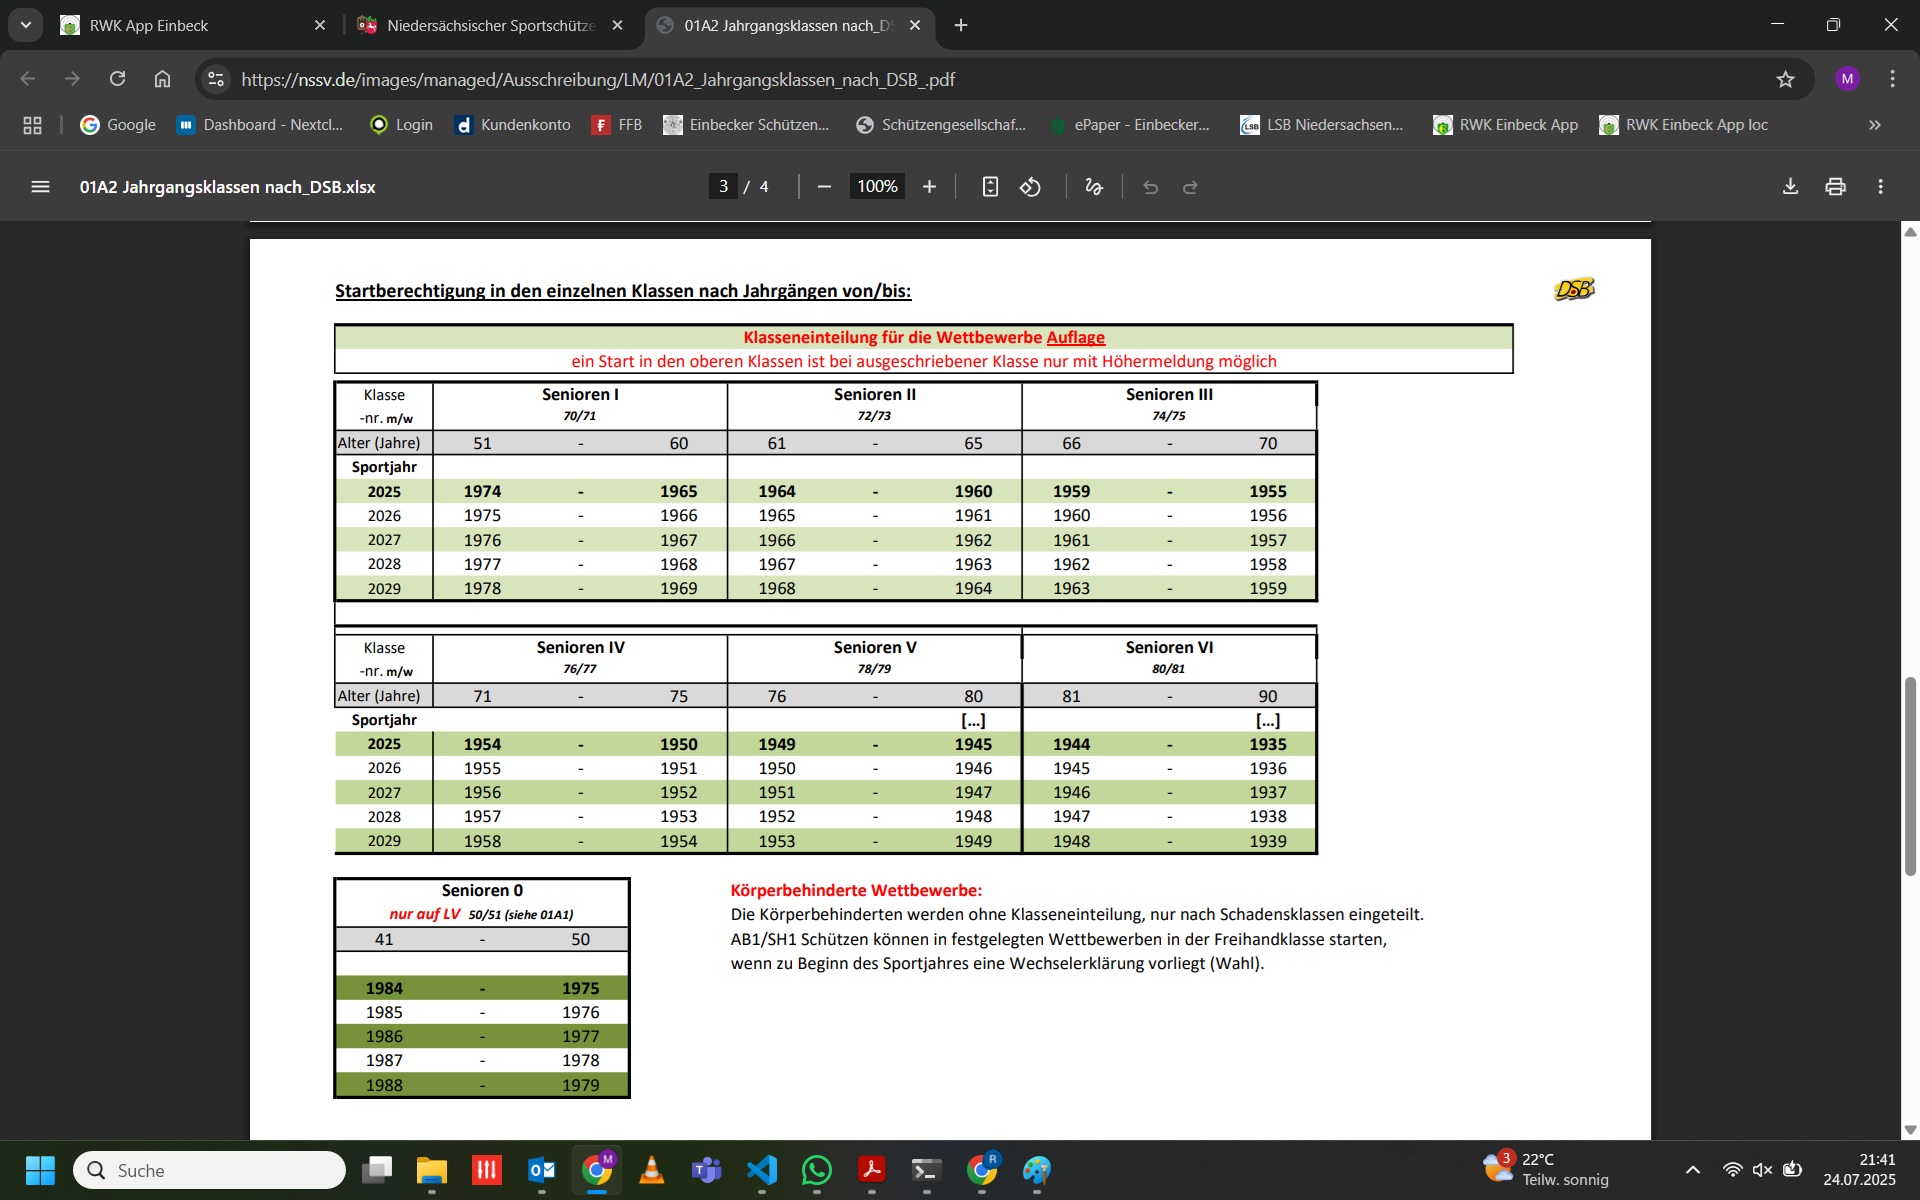 RWK App Einbeck
Niedersächsischer Sportschütze
01A2 Jahrgangsklassen nach_DS
https://nssv.de/images/managed/Ausschreibung/LM/01A2_Jahrgangsklassen_nach_DSB_.pdf
M
Google
Dashboard - Nextcl...
Login
Kundenkonto
FFB
Einbecker Schützen...
Schützengesellschaf...
ePaper - Einbecker...
LSB Niedersachsen...
RWK Einbeck App
RWK Einbeck App loc
01A2 Jahrgangsklassen nach_DSB.xlsx
3 / 4
100%
Startberechtigung in den einzelnen Klassen nach Jahrgängen von/bis:
DSB
Klasseneinteilung für die Wettbewerbe Auflage
ein Start in den oberen Klassen ist bei ausgeschriebener Klasse nur mit Höhermeldung möglich
Klasse Senioren I Senioren II Senioren III
-nr. m/w 70/71 72/73 74/75
Alter (Jahre) 51 - 60 61 - 65 66 - 70
Sportjahr
2025 1974 - 1965 1964 - 1960 1959 - 1955
2026 1975 - 1966 1965 - 1961 1960 - 1956
2027 1976 - 1967 1966 - 1962 1961 - 1957
2028 1977 - 1968 1967 - 1963 1962 - 1958
2029 1978 - 1969 1968 - 1964 1963 - 1959
Klasse Senioren IV Senioren V Senioren VI
-nr. m/w 76/77 78/79 80/81
Alter (Jahre) 71 - 75 76 - 80 81 - 90
Sportjahr [...] [...]
2025 1954 - 1950 1949 - 1945 1944 - 1935
2026 1955 - 1951 1950 - 1946 1945 - 1936
2027 1956 - 1952 1951 - 1947 1946 - 1937
2028 1957 - 1953 1952 - 1948 1947 - 1938
2029 1958 - 1954 1953 - 1949 1948 - 1939
Senioren 0
nur auf LV 50/51 (siehe 01A1)
41 - 50
1984 - 1975
1985 - 1976
1986 - 1977
1987 - 1978
1988 - 1979
Körperbehinderte Wettbewerbe:
Die Körperbehinderten werden ohne Klasseneinteilung, nur nach Schadensklassen eingeteilt.
AB1/SH1 Schützen können in festgelegten Wettbewerben in der Freihandklasse starten,
wenn zu Beginn des Sportjahres eine Wechselerklärung vorliegt (Wahl).
Suche
M
R
3
22°C
Teilw. sonnig
21:41
24.07.2025